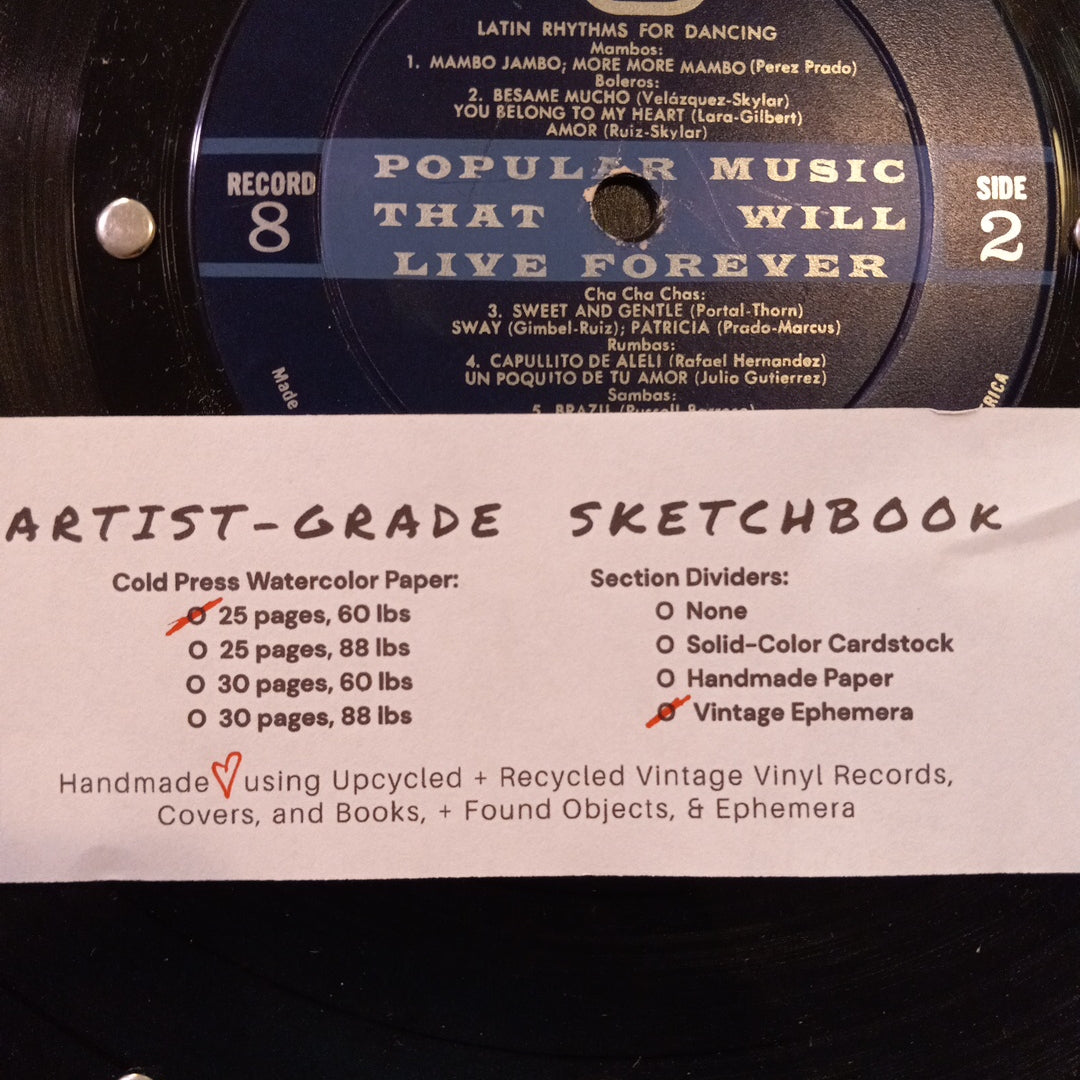 LATIN RHYTHMS FOR DANCING
Mambos:
1. MAMBO JAMBO; MORE MORE MAMBO (Perez Prado)
Boleros:
2. BESAME MUCHO (Velázquez-Skylar)
YOU BELONG TO MY HEART (Lara-Gilbert)
AMOR (Ruiz-Skylar)
POPULAR MUSIC
THAT WILL
LIVE FOREVER
RECORD
8
SIDE
2
Cha Cha Chas:
3. SWEET AND GENTLE (Portal-Thorn)
SWAY (Gimbel-Ruiz); PATRICIA (Prado-Marcus)
Rumbas:
4. CAPULLITO DE ALELI (Rafael Hernandez)
UN POQUITO DE TU AMOR (Julio Gutierrez)
Sambas:
5. BRAZIL
Made
ARTIST-GRADE SKETCHBOOK
Cold Press Watercolor Paper:
O 25 pages, 60 lbs
O 25 pages, 88 lbs
O 30 pages, 60 lbs
O 30 pages, 88 lbs
Section Dividers:
O None
O Solid-Color Cardstock
O Handmade Paper
O Vintage Ephemera
Handmade using Upcycled + Recycled Vintage Vinyl Records,
Covers, and Books, + Found Objects, & Ephemera